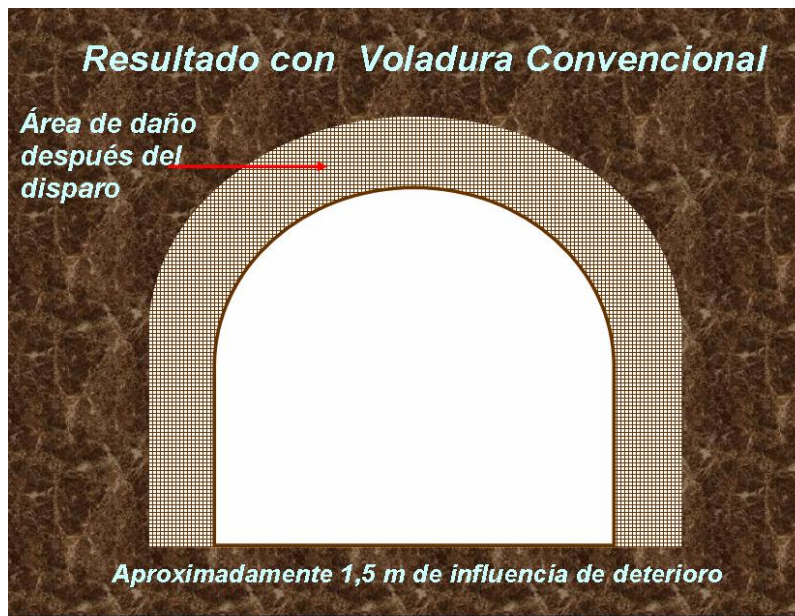 Resultado con Voladura Convencional
Área de daño
después del
disparo
Aproximadamente 1,5 m de influencia de deterioro